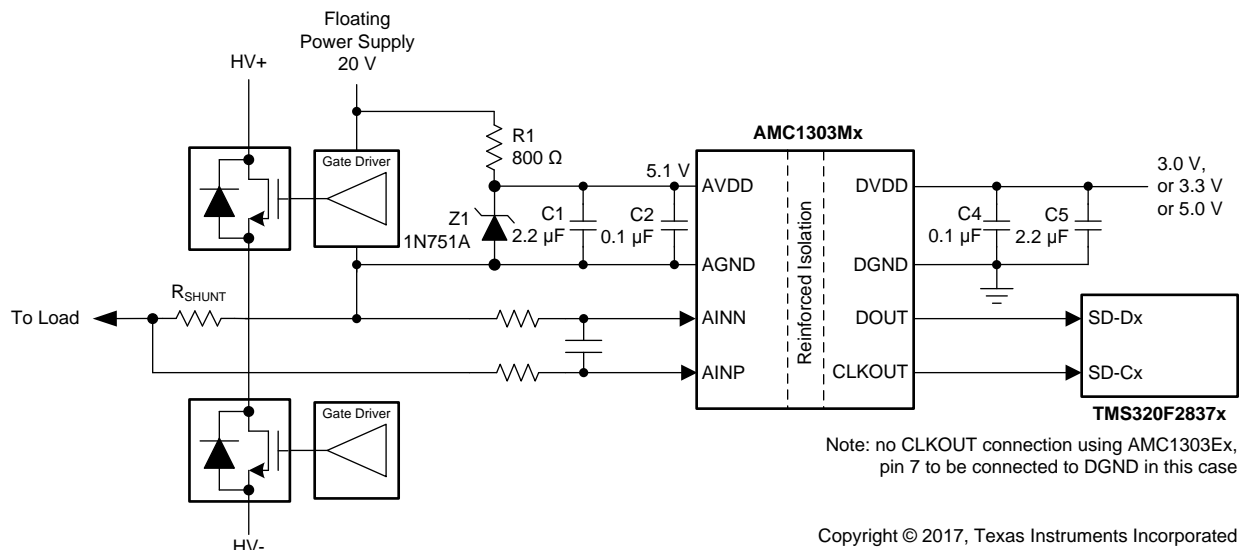 Floating
Power Supply
20 V
HV+
R1
800 Ω
AMC1303Mx
Gate Driver
5.1 V
AVDD
DVDD
3.0 V,
or 3.3 V
or 5.0 V
Z1
1N751A
C1
2.2 µF
C2
0.1 µF
C4
0.1 µF
C5
2.2 µF
Reinforced Isolation
AGND
DGND
RSHUNT
To Load
AINN
DOUT
SD-Dx
AINP
CLKOUT
SD-Cx
TMS320F2837x
Gate Driver
Note: no CLKOUT connection using AMC1303Ex,
pin 7 to be connected to DGND in this case
HV-
Copyright © 2017, Texas Instruments Incorporated